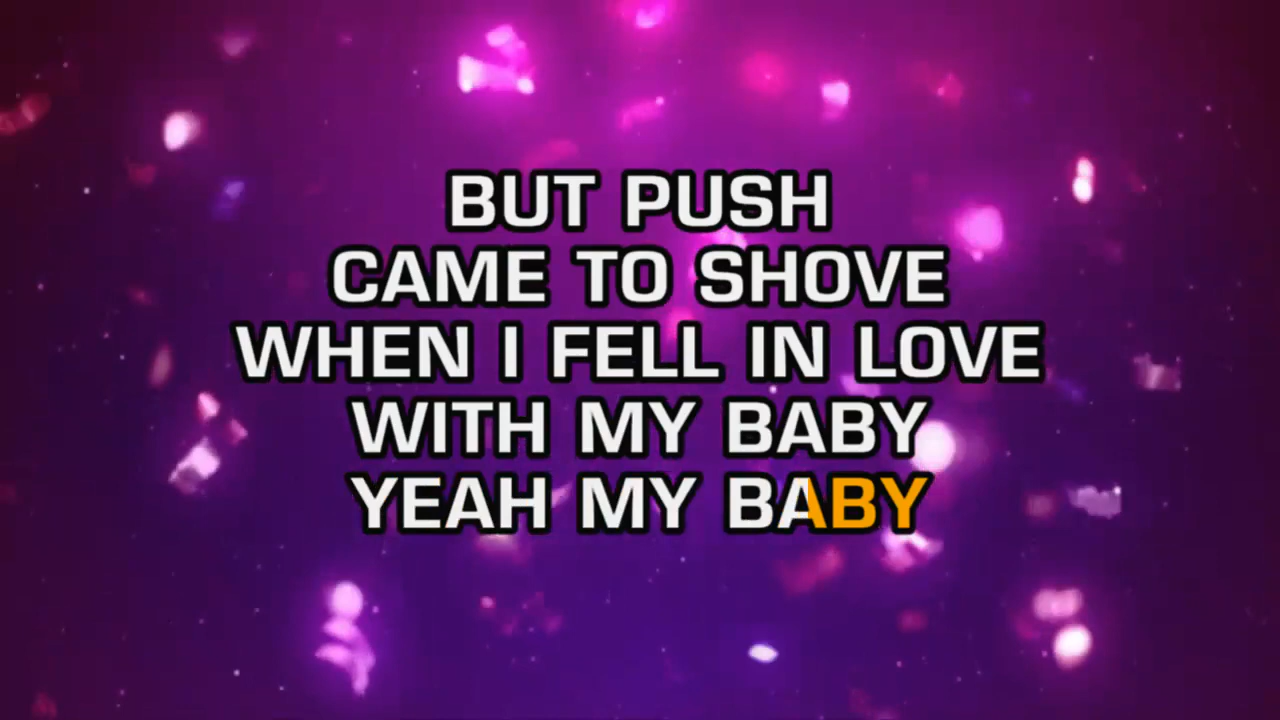 BUT PUSH
CAME TO SHOVE
WHEN I FELL IN LOVE
WITH MY BABY
YEAH MY BABY